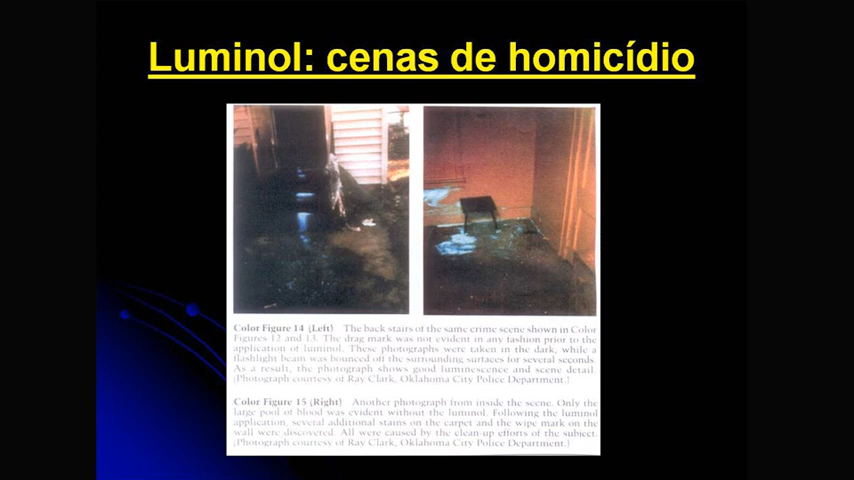 Luminol: cenas de homicídio
Color Figure 14 (Left) The back stairs of the same crime scene shown in Color
Figures 12 and 13. The drag mark was not evident in any fashion prior to the
application of luminol. These photographs were taken in the dark, while a
flashlight beam was bounced off the surrounding surfaces for several seconds.
As a result, the photograph shows good luminescence and scene detail.
(Photograph courtesy of Ray Clark, Oklahoma City Police Department.)
Color Figure 15 (Right) Another photograph from inside the scene. Only the
large pool of blood was evident without the luminol. Following the luminol
application, several additional stains on the carpet and the wipe mark on the
wall were discovered. All were caused by the clean-up efforts of the subject.
(Photograph courtesy of Ray Clark, Oklahoma City Police Department.)